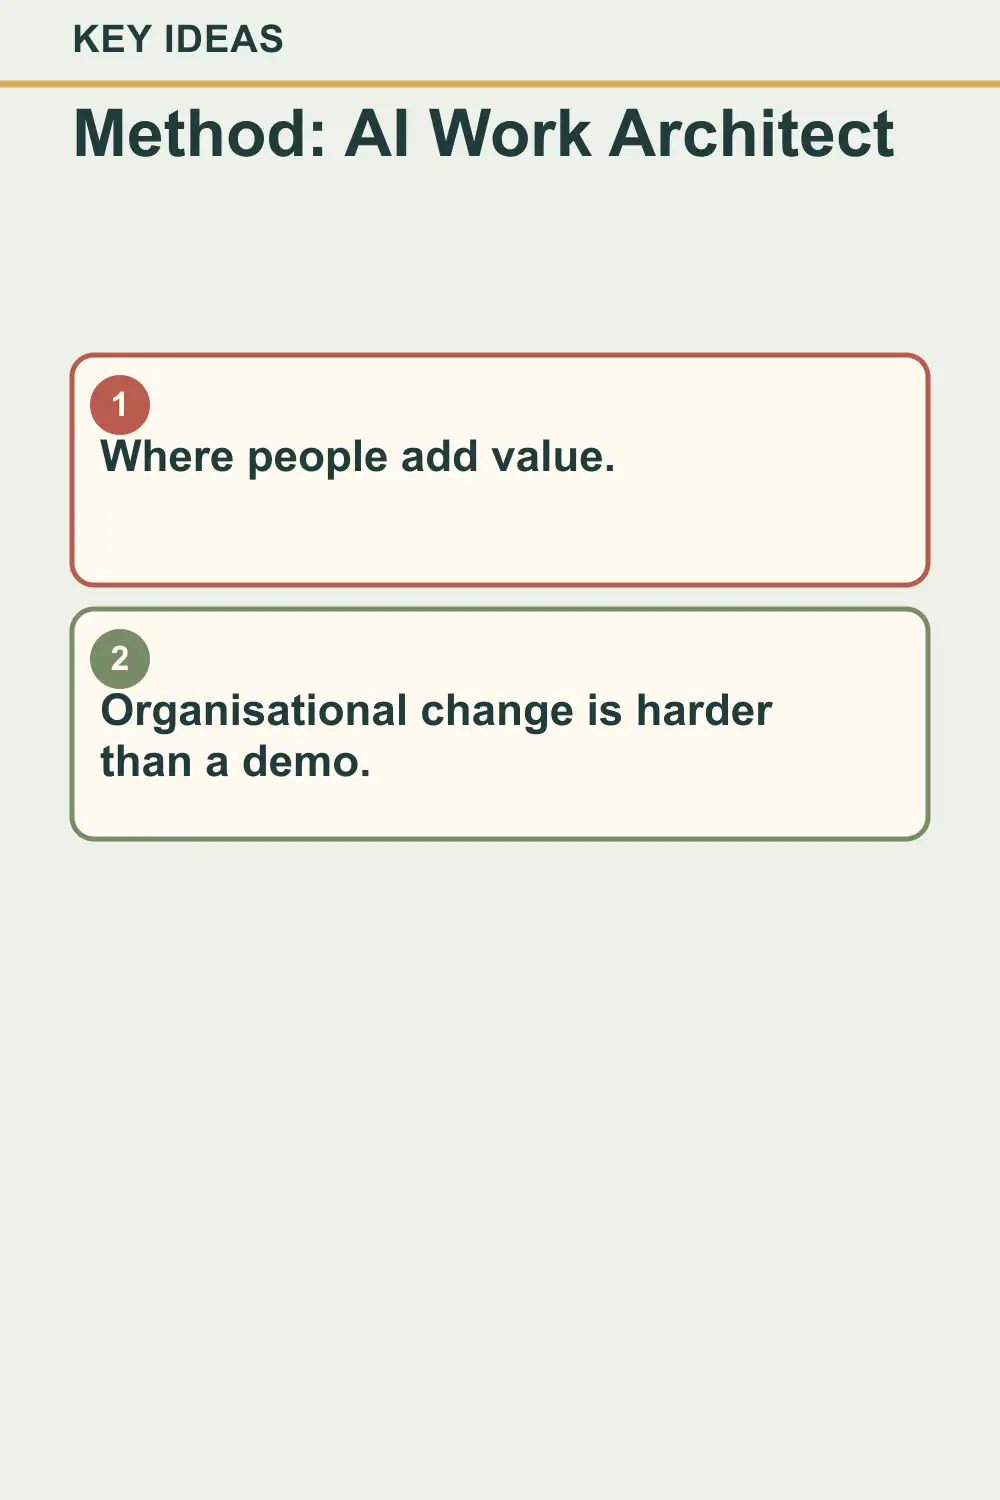 KEY IDEAS
Method: AI Work Architect
1
Where people add value.
2
Organisational change is harder
than a demo.